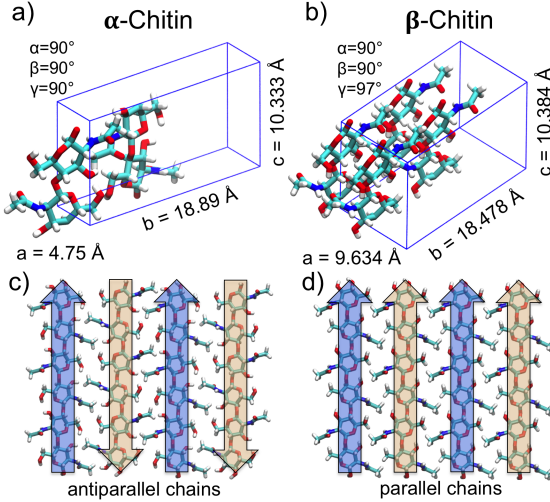 a)
α-Chitin
α=90°
β=90°
γ=90°
c = 10.333 Å
b = 18.89 Å
a = 4.75 Å
b)
β-Chitin
α=90°
β=90°
γ=97°
c = 10.384 Å
b = 18.478 Å
a = 9.634 Å
c)
antiparallel chains
d)
parallel chains